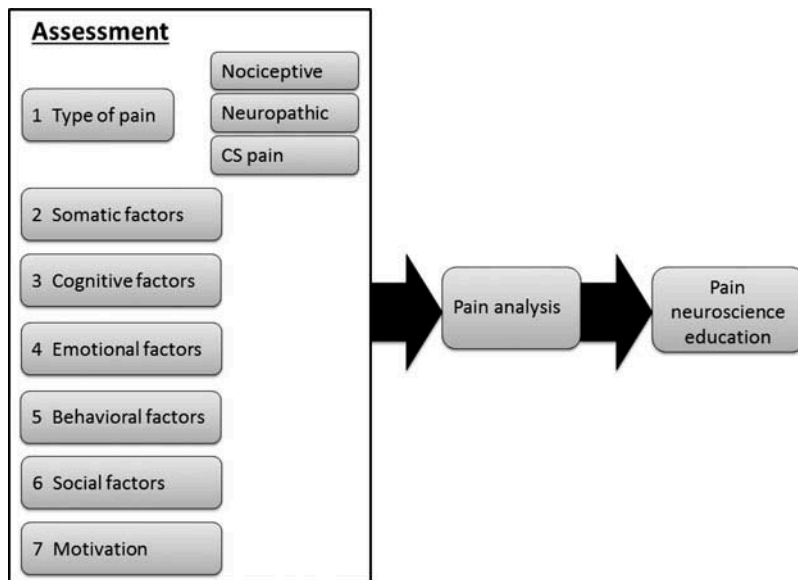 Assessment
1 Type of pain
Nociceptive
Neuropathic
CS pain
2 Somatic factors
3 Cognitive factors
4 Emotional factors
5 Behavioral factors
6 Social factors
7 Motivation
Pain analysis
Pain
neuroscience
education